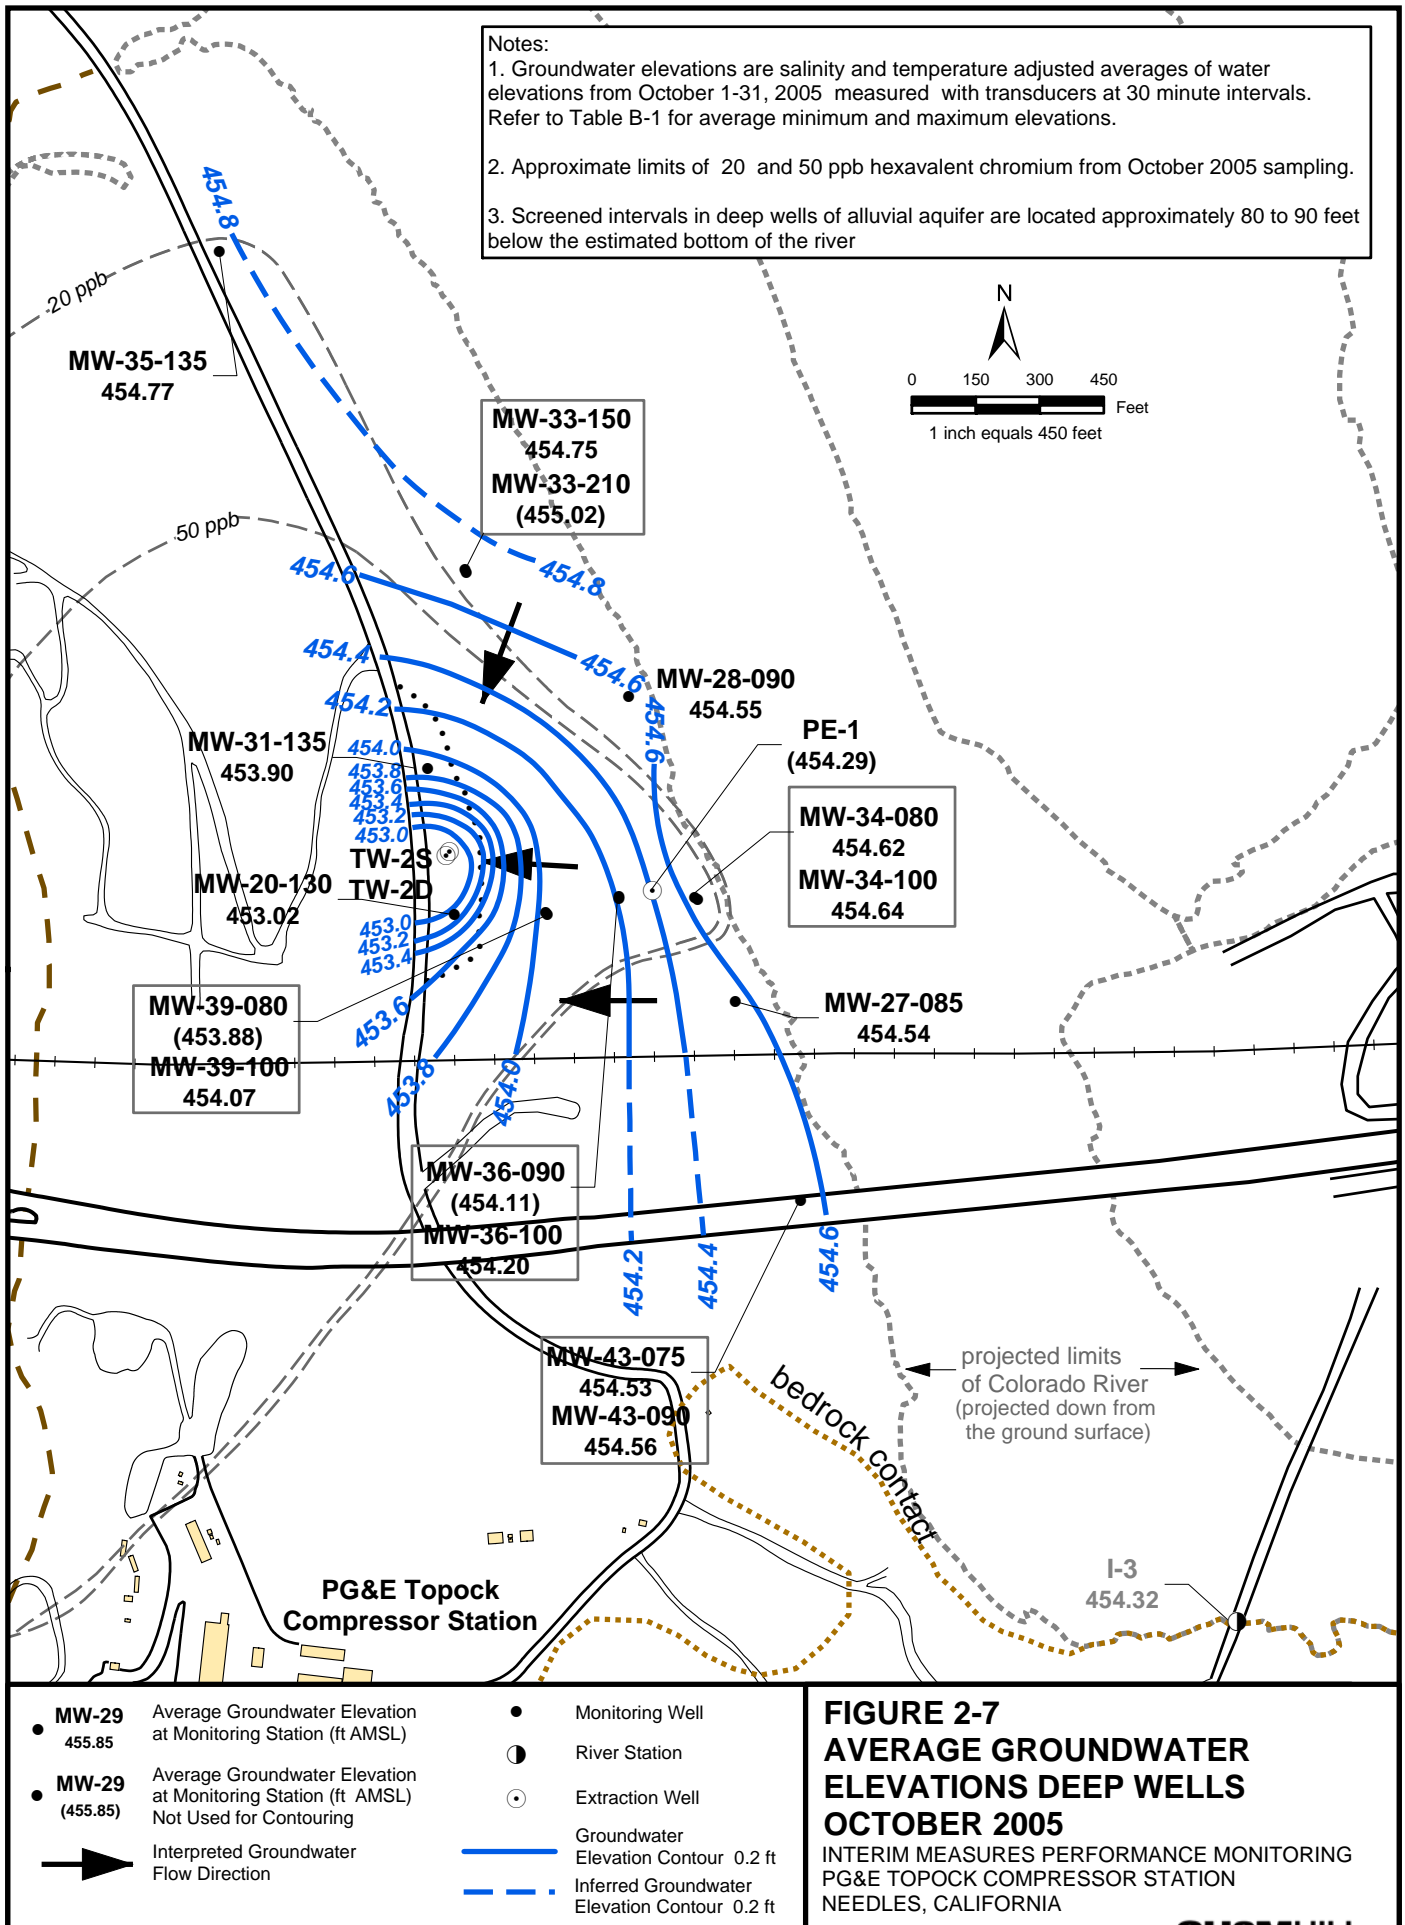 Notes:
1. Groundwater elevations are salinity and temperature adjusted averages of water
elevations from October 1-31, 2005 measured with transducers at 30 minute intervals.
Refer to Table B-1 for average minimum and maximum elevations.
2. Approximate limits of 20 and 50 ppb hexavalent chromium from October 2005 sampling.
3. Screened intervals in deep wells of alluvial aquifer are located approximately 80 to 90 feet
below the estimated bottom of the river
454.8
20 ppb
N
0 150 300 450
Feet
1 inch equals 450 feet
MW-35-135
454.77
MW-33-150
454.75
MW-33-210
(455.02)
50 ppb
454.6
454.8
454.4
454.6
MW-28-090
454.55
454.2
454.6
PE-1
(454.29)
MW-31-135
453.90
454.0
453.8
453.6
453.4
453.2
453.0
MW-34-080
454.62
MW-34-100
454.64
TW-2S
TW-2D
MW-20-130
453.02
453.0
453.2
453.4
MW-39-080
(453.88)
MW-39-100
454.07
453.6
453.8
454.0
MW-27-085
454.54
MW-36-090
(454.11)
MW-36-100
454.20
454.2
454.4
454.6
MW-43-075
454.53
MW-43-090
454.56
bedrock contact
projected limits
of Colorado River
(projected down from
the ground surface)
I-3
454.32
PG&E Topock
Compressor Station
MW-29
455.85
Average Groundwater Elevation
at Monitoring Station (ft AMSL)
MW-29
(455.85)
Average Groundwater Elevation
at Monitoring Station (ft AMSL)
Not Used for Contouring
Interpreted Groundwater
Flow Direction
Monitoring Well
River Station
Extraction Well
Groundwater
Elevation Contour 0.2 ft
Inferred Groundwater
Elevation Contour 0.2 ft
FIGURE 2-7
AVERAGE GROUNDWATER
ELEVATIONS DEEP WELLS
OCTOBER 2005
INTERIM MEASURES PERFORMANCE MONITORING
PG&E TOPOCK COMPRESSOR STATION
NEEDLES, CALIFORNIA